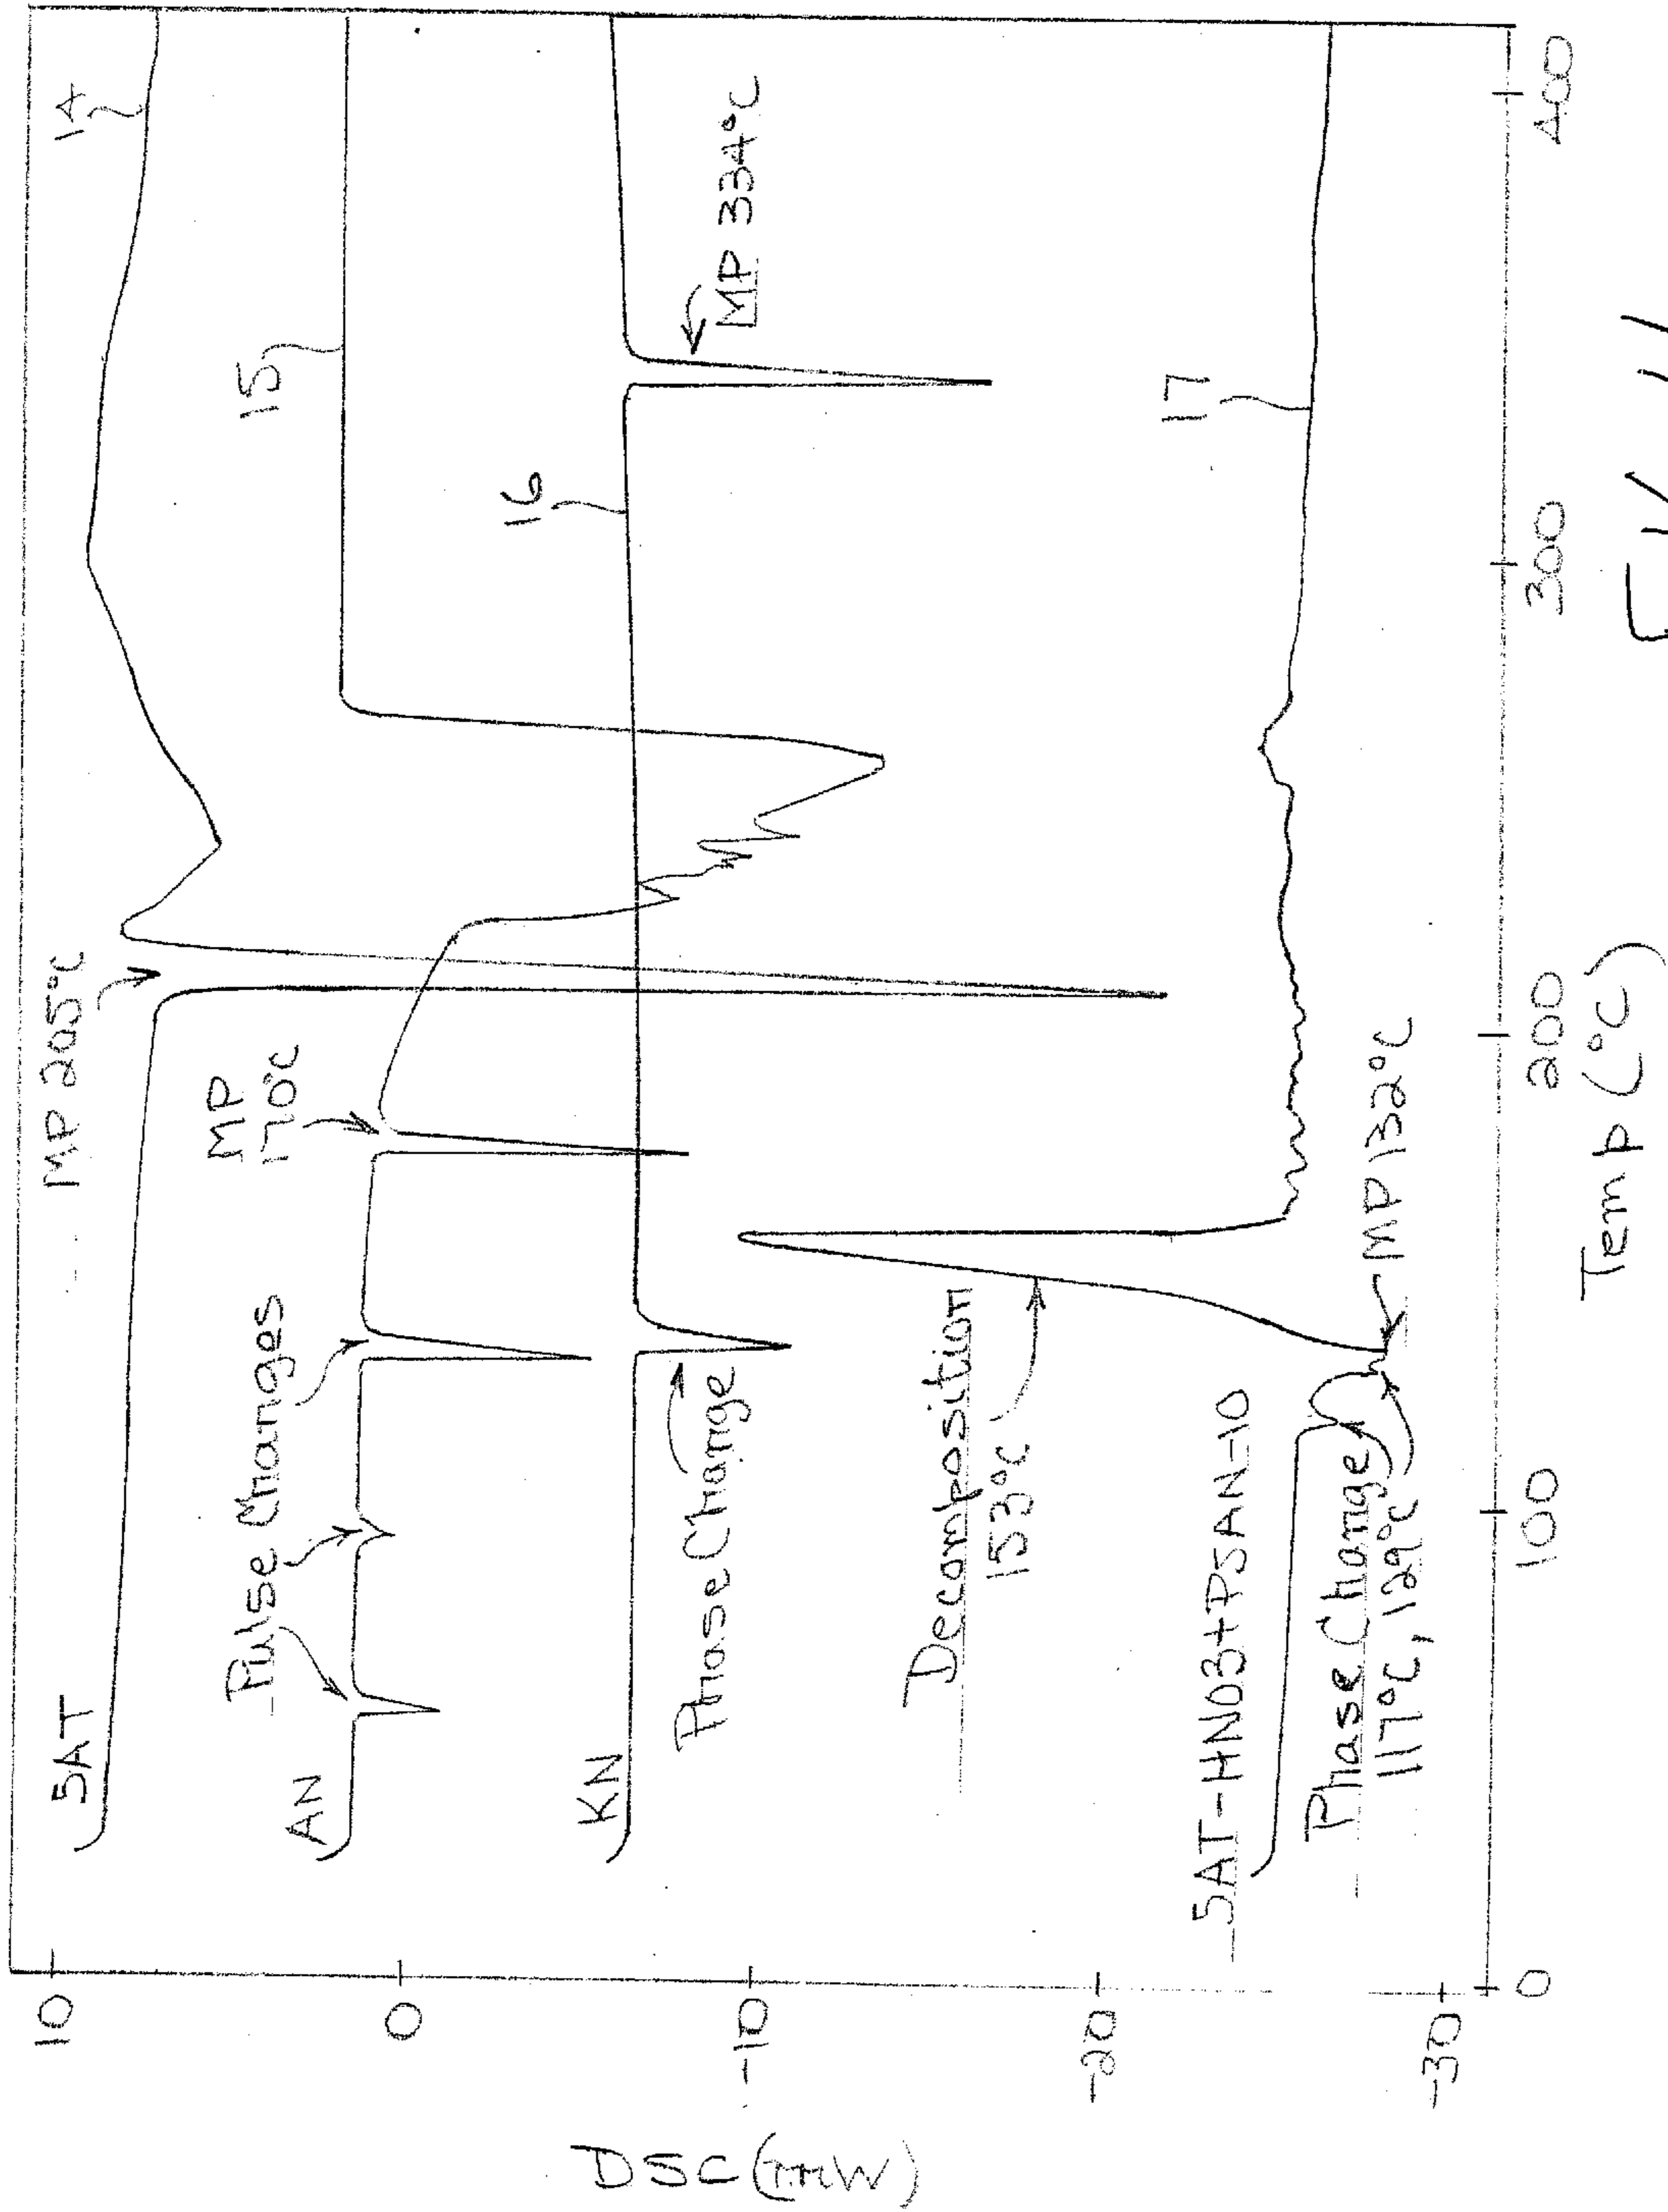 10
0
-10
-20
-30
DSC (mW)
0
100
200
300
400
Temp (°C)
5AT
MP 205°C
14
AN
Pulse Changes
MP
170°C
15
KN
Phase Change
16
MP 334°C
Decomposition
153°C
5AT-HNO3+PSAN-10
Phase Change
117°C, 129°C
MP 132°C
17